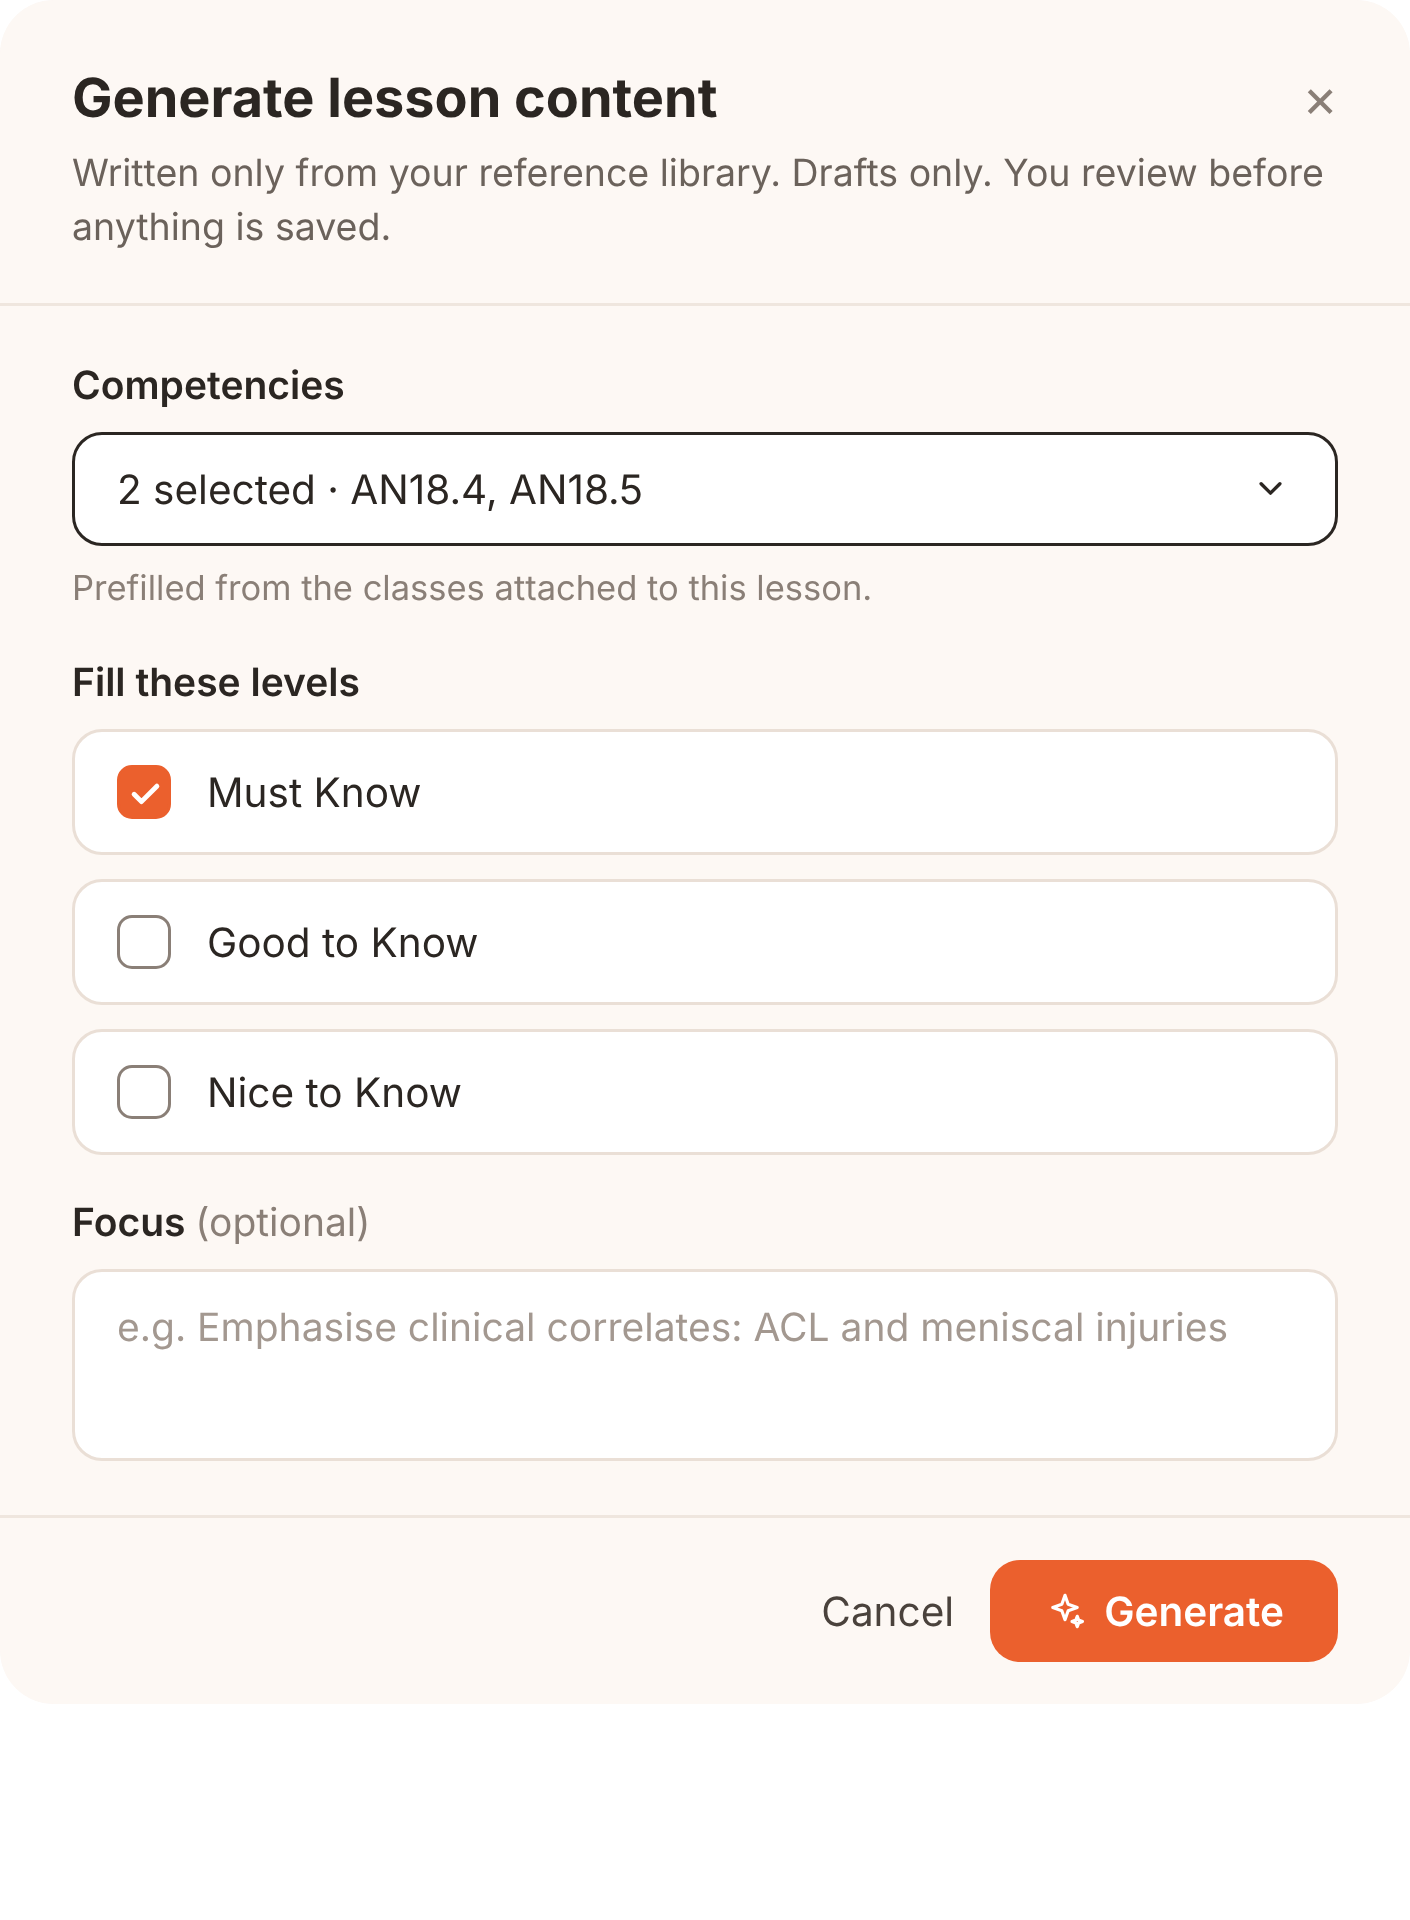 Generate lesson content
Written only from your reference library. Drafts only. You review before
anything is saved.
Competencies
2 selected · AN18.4, AN18.5
Prefilled from the classes attached to this lesson.
Fill these levels
Must Know
Good to Know
Nice to Know
Focus (optional)
e.g. Emphasise clinical correlates: ACL and meniscal injuries
Cancel
Generate